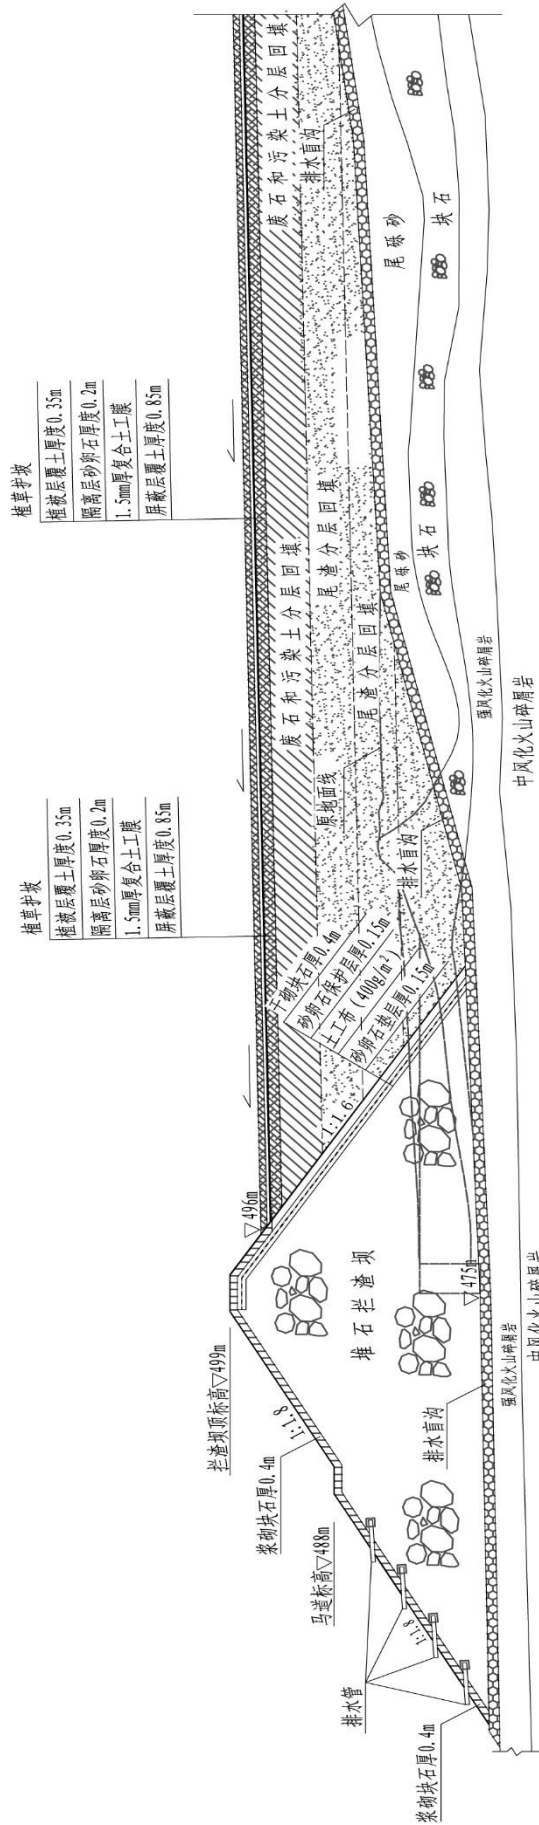 植草护坡
植被层覆土厚度0.35m
隔离层砂卵石厚度0.2m
1.5mm厚复合土工膜
屏蔽层覆土厚度0.85m
植草护坡
植被层覆土厚度0.35m
隔离层砂卵石厚度0.2m
1.5mm厚复合土工膜
屏蔽层覆土厚度0.85m
拦渣坝顶标高▽499m
▽496m
浆砌块石厚0.4m
1:1.8
马道标高▽488m
排水管
1:1.8
浆砌块石厚0.4m
堆石拦渣坝
1:1.6
干砌块石厚0.4m
砂卵石保护层厚0.15m
土工布（400g/m²）
砂卵石垫层厚0.15m
废石和污染土分层回填
废石和污染土分层回填
尾渣分层回填
尾渣分层回填
原地面线
排水盲沟
排水盲沟
排水盲沟
▽475m
尾砾砂
尾砾砂
块石
块石
强风化火山碎屑岩
中风化火山碎屑岩
强风化火山碎屑岩
中风化火山碎屑岩